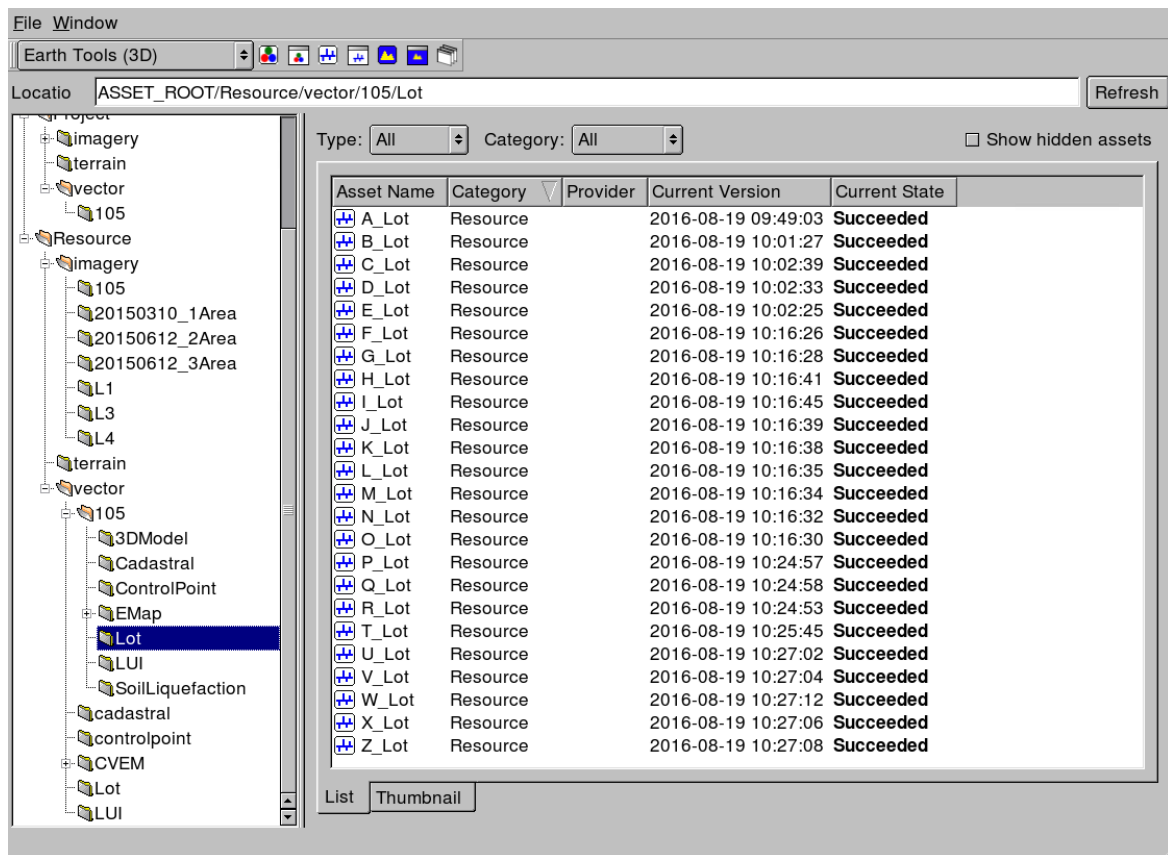 File Window
Earth Tools (3D)
Locatio ASSET_ROOT/Resource/vector/105/Lot Refresh
Project
imagery
terrain
vector
105
Resource
imagery
105
20150310_1Area
20150612_2Area
20150612_3Area
L1
L3
L4
terrain
vector
105
3DModel
Cadastral
ControlPoint
EMap
Lot
LUI
SoilLiquefaction
cadastral
controlpoint
CVEM
Lot
LUI
Type: All Category: All Show hidden assets
Asset Name Category Provider Current Version Current State
A_Lot Resource 2016-08-19 09:49:03 Succeeded
B_Lot Resource 2016-08-19 10:01:27 Succeeded
C_Lot Resource 2016-08-19 10:02:39 Succeeded
D_Lot Resource 2016-08-19 10:02:33 Succeeded
E_Lot Resource 2016-08-19 10:02:25 Succeeded
F_Lot Resource 2016-08-19 10:16:26 Succeeded
G_Lot Resource 2016-08-19 10:16:28 Succeeded
H_Lot Resource 2016-08-19 10:16:41 Succeeded
I_Lot Resource 2016-08-19 10:16:45 Succeeded
J_Lot Resource 2016-08-19 10:16:39 Succeeded
K_Lot Resource 2016-08-19 10:16:38 Succeeded
L_Lot Resource 2016-08-19 10:16:35 Succeeded
M_Lot Resource 2016-08-19 10:16:34 Succeeded
N_Lot Resource 2016-08-19 10:16:32 Succeeded
O_Lot Resource 2016-08-19 10:16:30 Succeeded
P_Lot Resource 2016-08-19 10:24:57 Succeeded
Q_Lot Resource 2016-08-19 10:24:58 Succeeded
R_Lot Resource 2016-08-19 10:24:53 Succeeded
T_Lot Resource 2016-08-19 10:25:45 Succeeded
U_Lot Resource 2016-08-19 10:27:02 Succeeded
V_Lot Resource 2016-08-19 10:27:04 Succeeded
W_Lot Resource 2016-08-19 10:27:12 Succeeded
X_Lot Resource 2016-08-19 10:27:06 Succeeded
Z_Lot Resource 2016-08-19 10:27:08 Succeeded
List Thumbnail